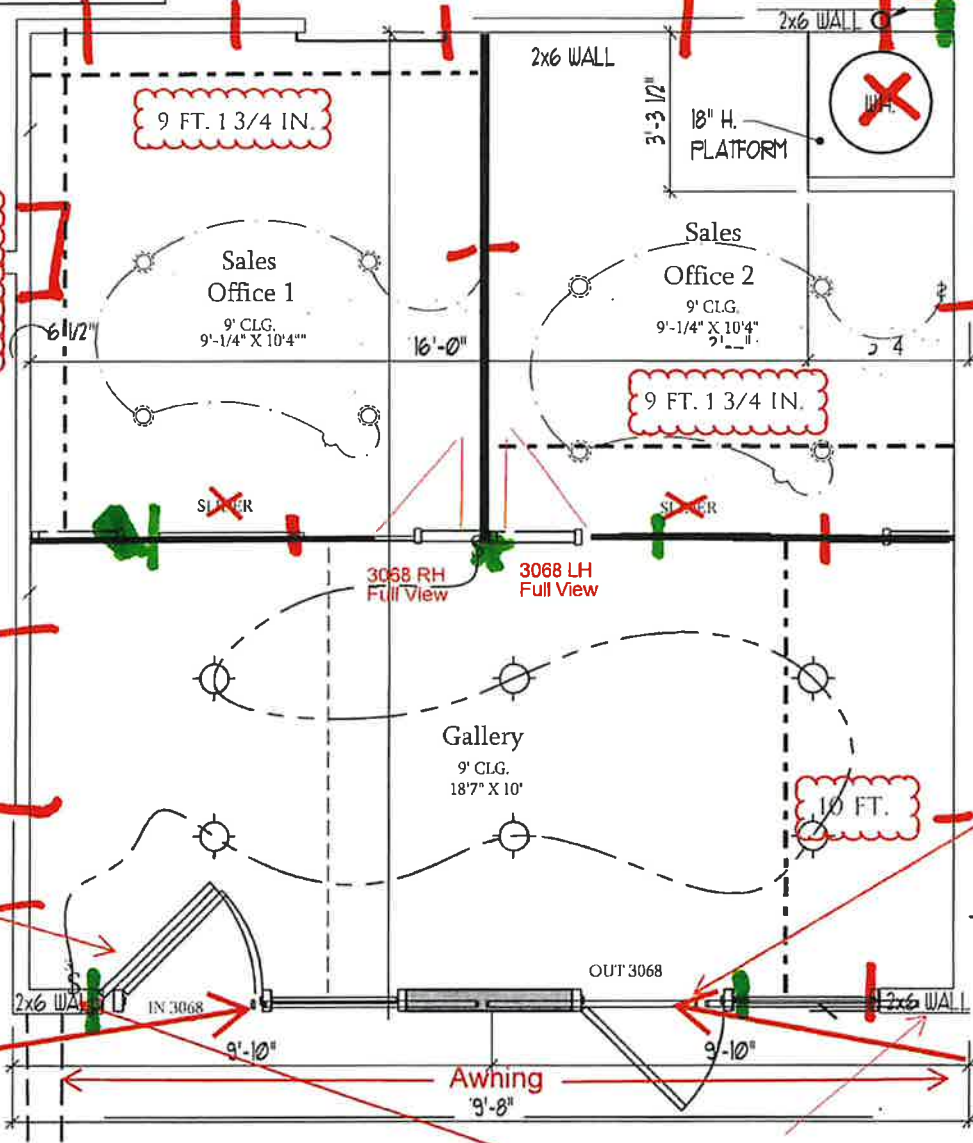 2x6 WALL
2x6 WALL
9 FT. 1 3/4 IN.
3'-3 1/2"
18" H.
PLATFORM
W.H.
Sales
Office 1
9' CLG.
9'-1/4" X 10'4""
Sales
Office 2
9' CLG.
9'-1/4" X 10'4"
6 1/2"
16'-0"
9 FT. 1 3/4 IN.
SLIDER
SLIDER
3068 RH
Full View
3068 LH
Full View
Gallery
9' CLG.
18'7" X 10'
10 FT.
OUT 3068
$
2x6 WALL
IN 3068
2x6 WALL
9'-10"
9'-10"
Awning
9'-8"